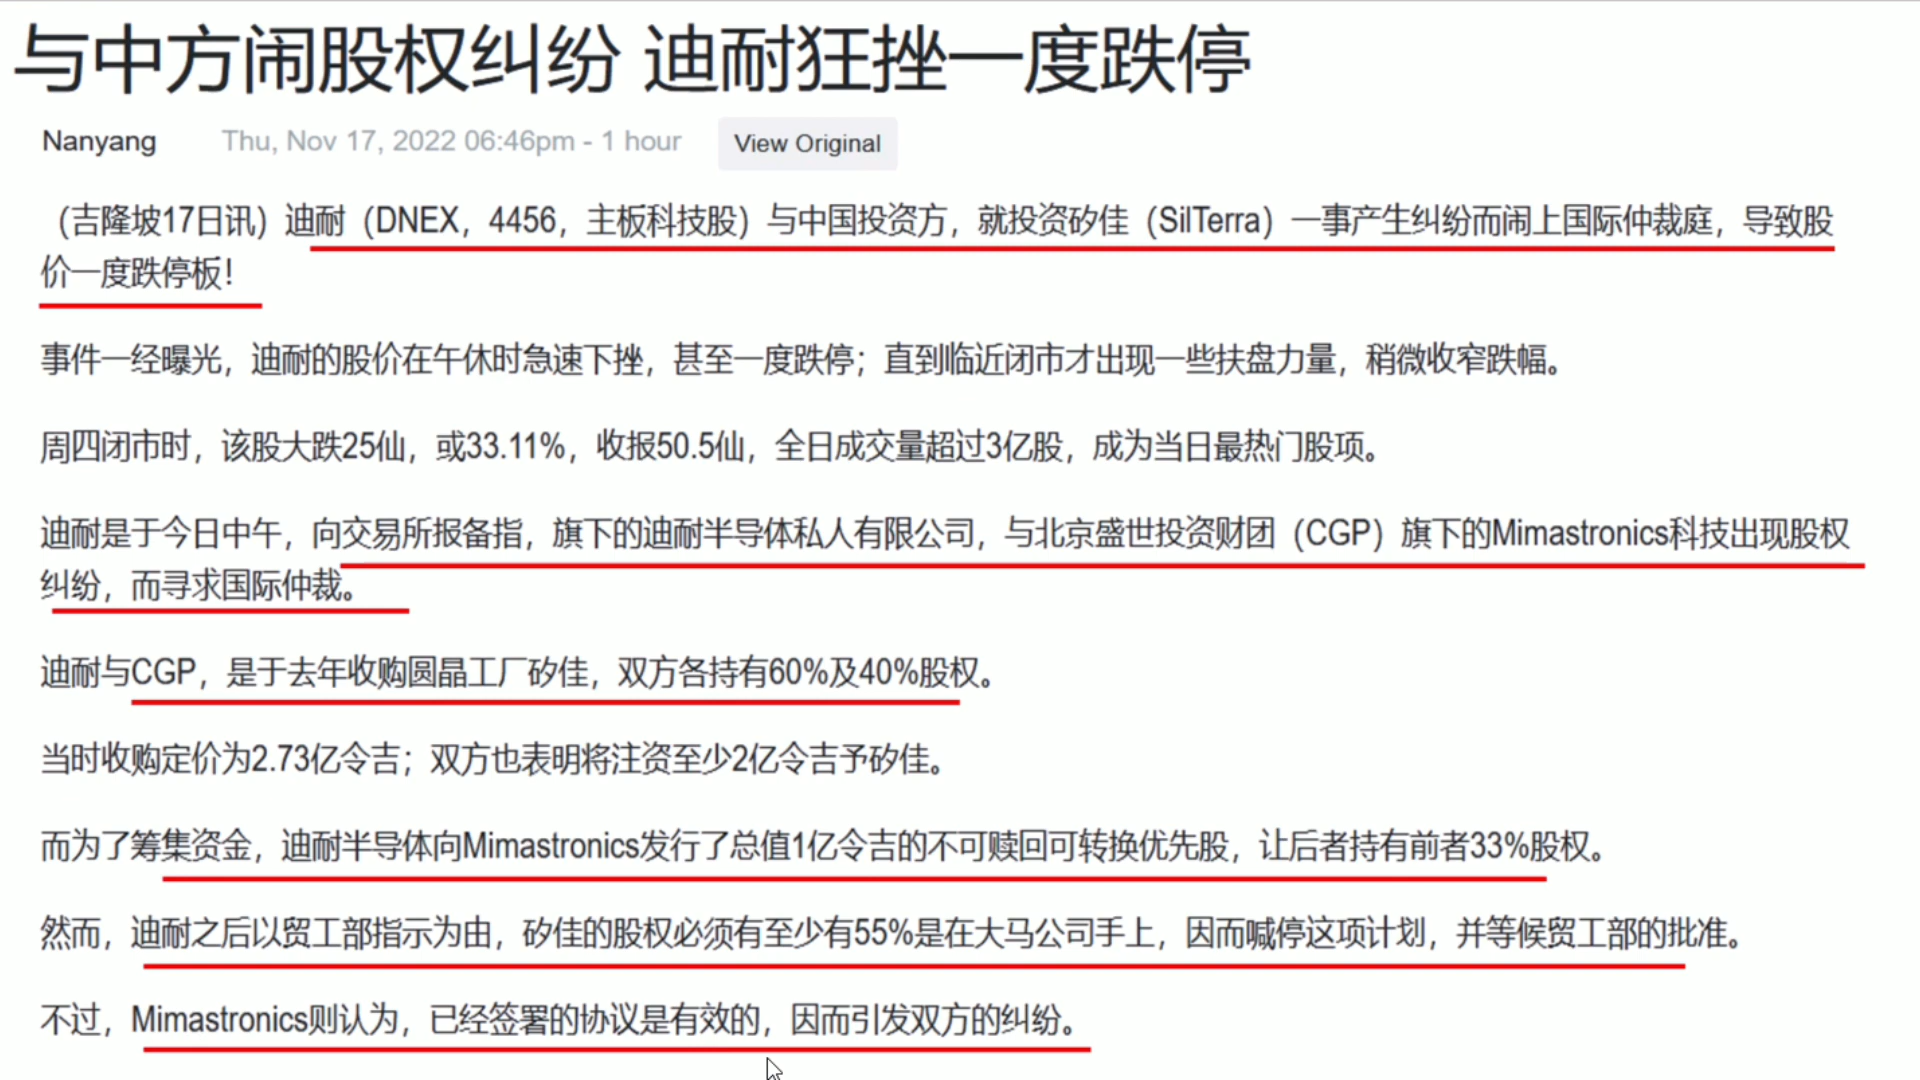 与中方闹股权纠纷 迪耐狂挫一度跌停
Nanyang Thu, Nov 17, 2022 06:46pm - 1 hour View Original
（吉隆坡17日讯）迪耐（DNEX，4456，主板科技股）与中国投资方，就投资矽佳（SilTerra）一事产生纠纷而闹上国际仲裁庭，导致股
价一度跌停板！
事件一经曝光，迪耐的股价在午休时急速下挫，甚至一度跌停；直到临近闭市才出现一些扶盘力量，稍微收窄跌幅。
周四闭市时，该股大跌25仙，或33.11%，收报50.5仙，全日成交量超过3亿股，成为当日最热门股项。
迪耐是于今日中午，向交易所报备指，旗下的迪耐半导体私人有限公司，与北京盛世投资财团（CGP）旗下的Mimastronics科技出现股权
纠纷，而寻求国际仲裁。
迪耐与CGP，是于去年收购圆晶工厂矽佳，双方各持有60%及40%股权。
当时收购定价为2.73亿令吉；双方也表明将注资至少2亿令吉予矽佳。
而为了筹集资金，迪耐半导体向Mimastronics发行了总值1亿令吉的不可赎回可转换优先股，让后者持有前者33%股权。
然而，迪耐之后以贸工部指示为由，矽佳的股权必须有至少有55%是在大马公司手上，因而喊停这项计划，并等候贸工部的批准。
不过，Mimastronics则认为，已经签署的协议是有效的，因而引发双方的纠纷。